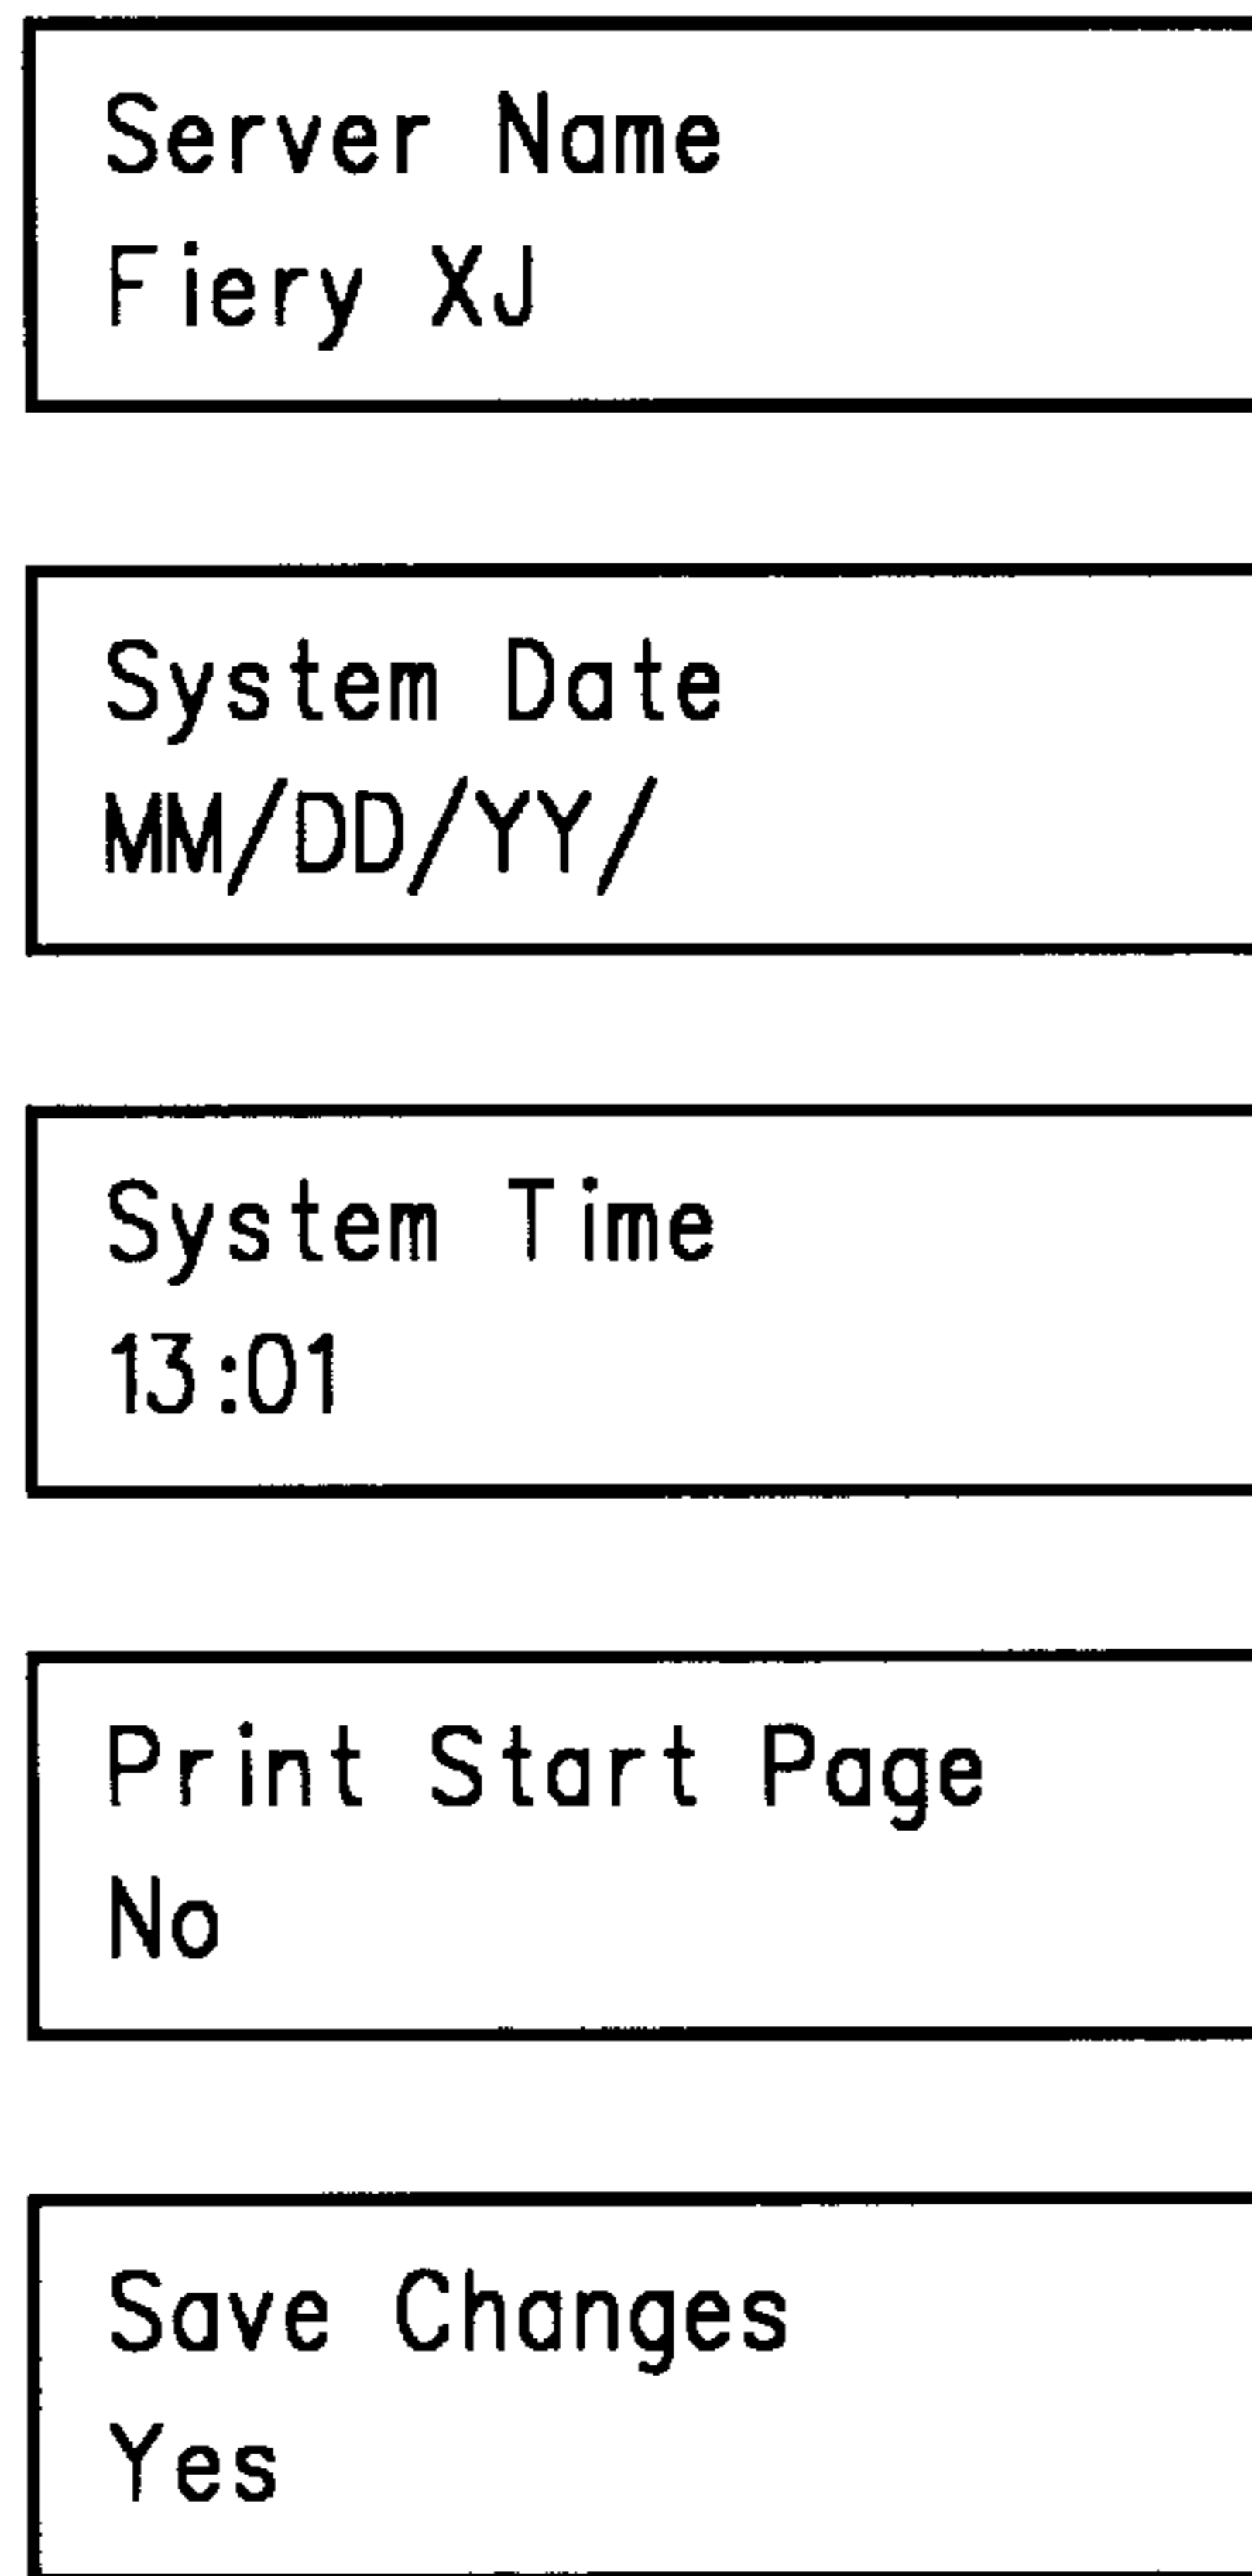 Server Name
Fiery XJ
System Date
MM/DD/YY/
System Time
13:01
Print Start Page
No
Save Changes
Yes